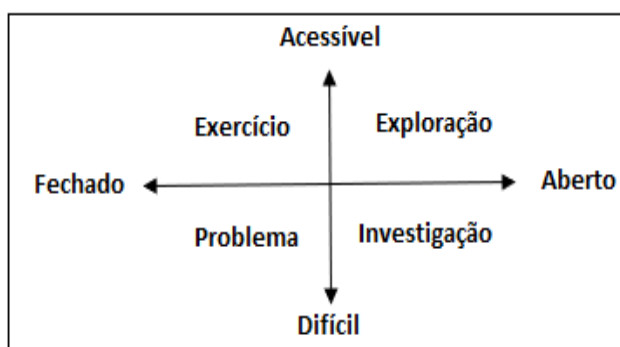 Acessível
Exercício Exploração
Fechado Aberto
Problema Investigação
Difícil